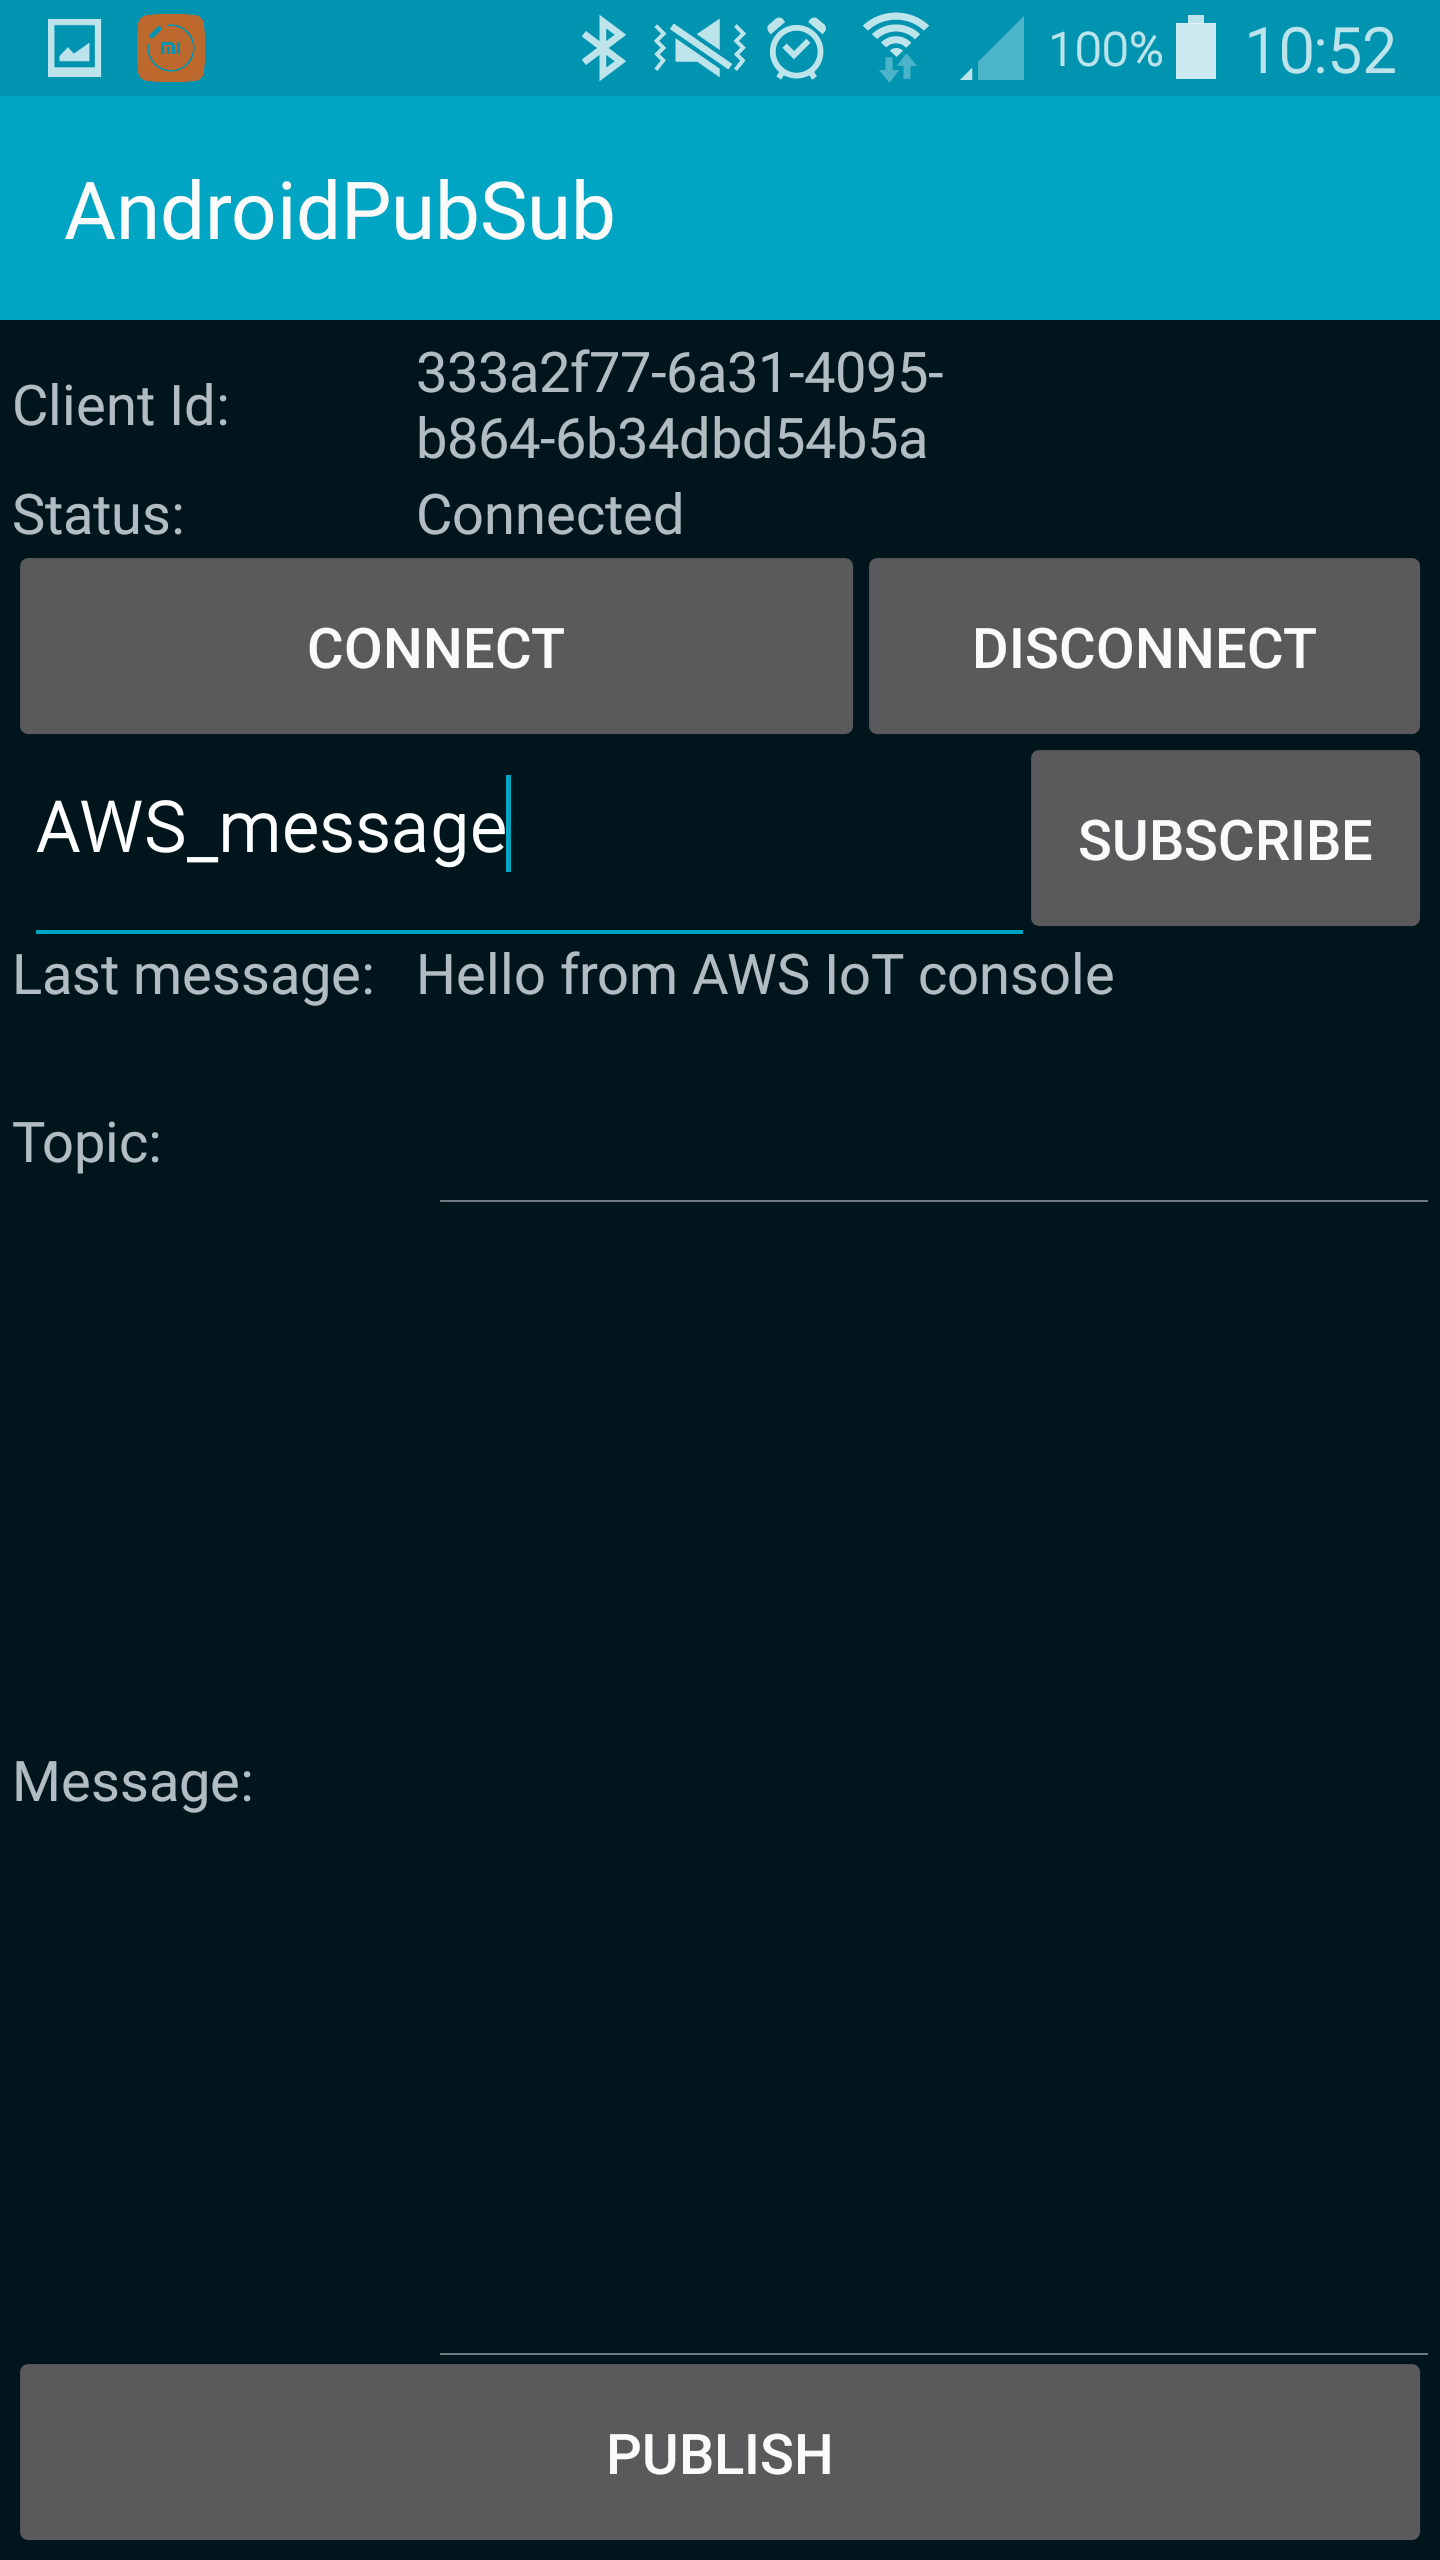 100% 10:52
AndroidPubSub
Client Id:
333a2f77-6a31-4095-
b864-6b34dbd54b5a
Status: Connected
CONNECT DISCONNECT
AWS_message SUBSCRIBE
Last message: Hello from AWS IoT console
Topic:
Message:
PUBLISH